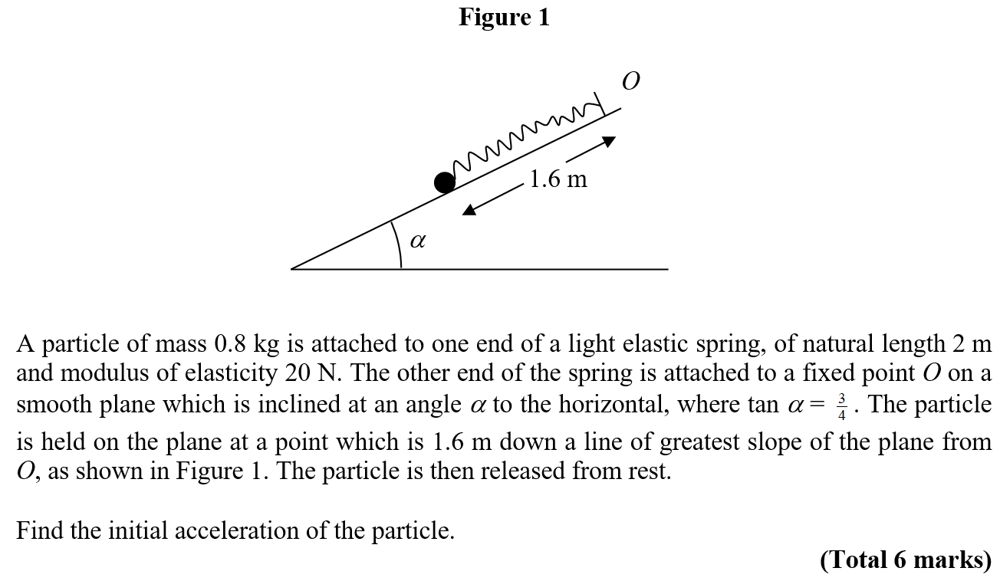 Figure 1
O
1.6 m
α
A particle of mass 0.8 kg is attached to one end of a light elastic spring, of natural length 2 m
and modulus of elasticity 20 N. The other end of the spring is attached to a fixed point O on a
smooth plane which is inclined at an angle α to the horizontal, where tan α = 3/4 . The particle
is held on the plane at a point which is 1.6 m down a line of greatest slope of the plane from
O, as shown in Figure 1. The particle is then released from rest.
Find the initial acceleration of the particle.
(Total 6 marks)